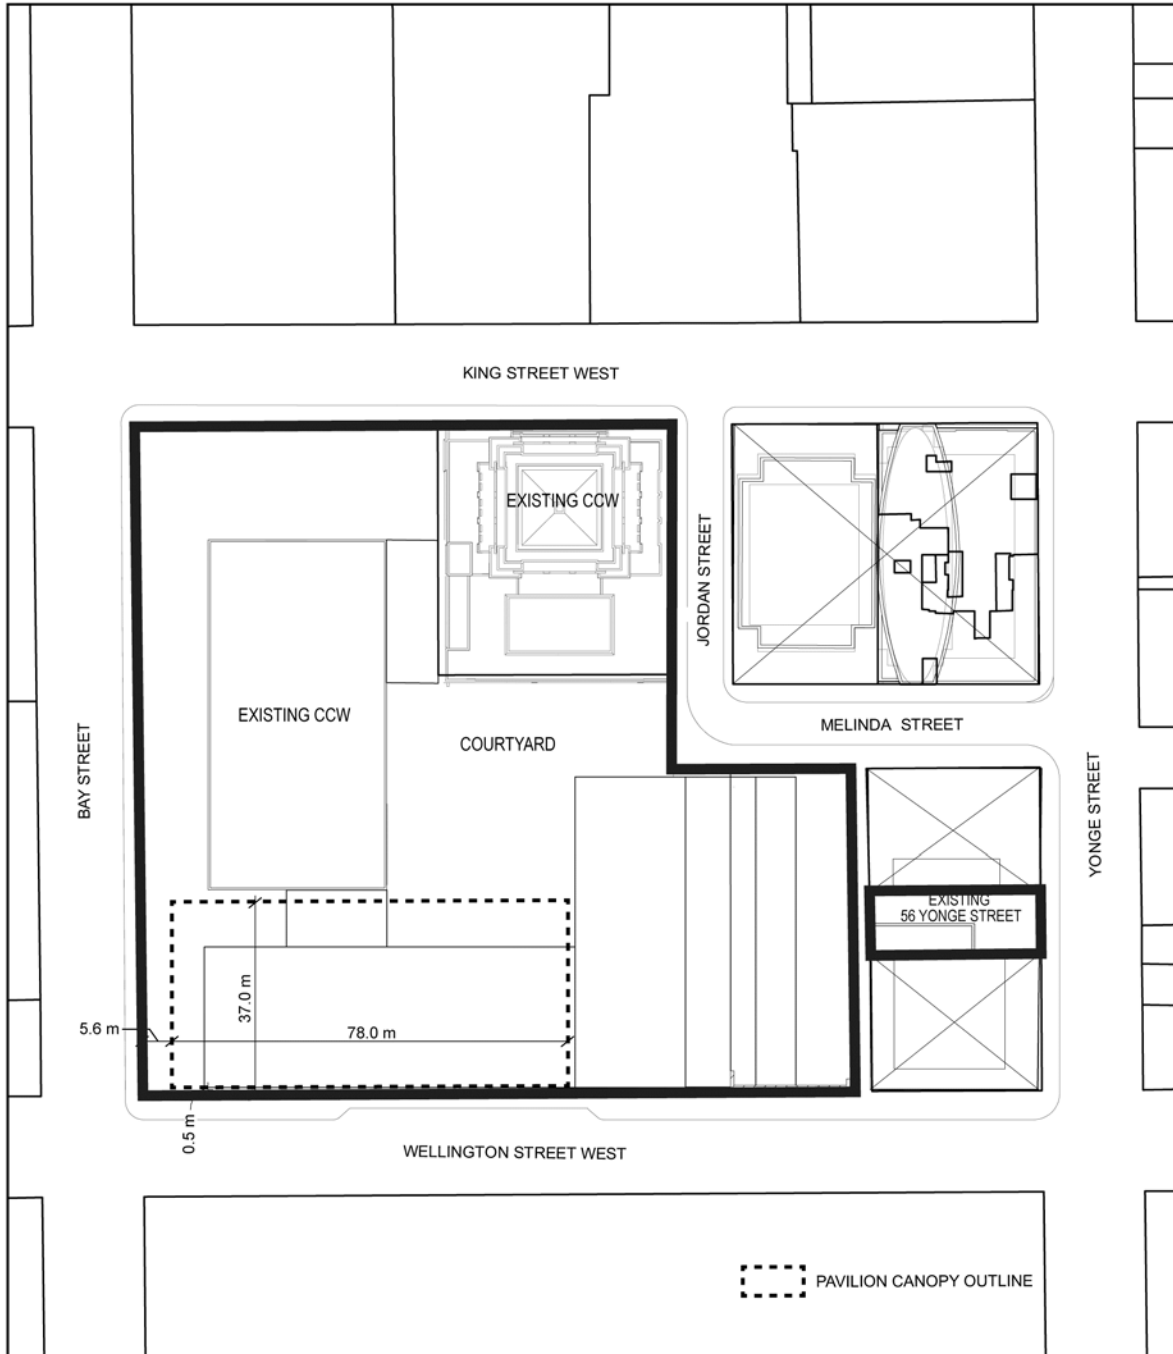 KING STREET WEST
EXISTING CCW
JORDAN STREET
EXISTING CCW
MELINDA STREET
COURTYARD
BAY STREET
YONGE STREET
EXISTING
56 YONGE STREET
37.0 m
5.6 m
78.0 m
0.5 m
WELLINGTON STREET WEST
PAVILION CANOPY OUTLINE